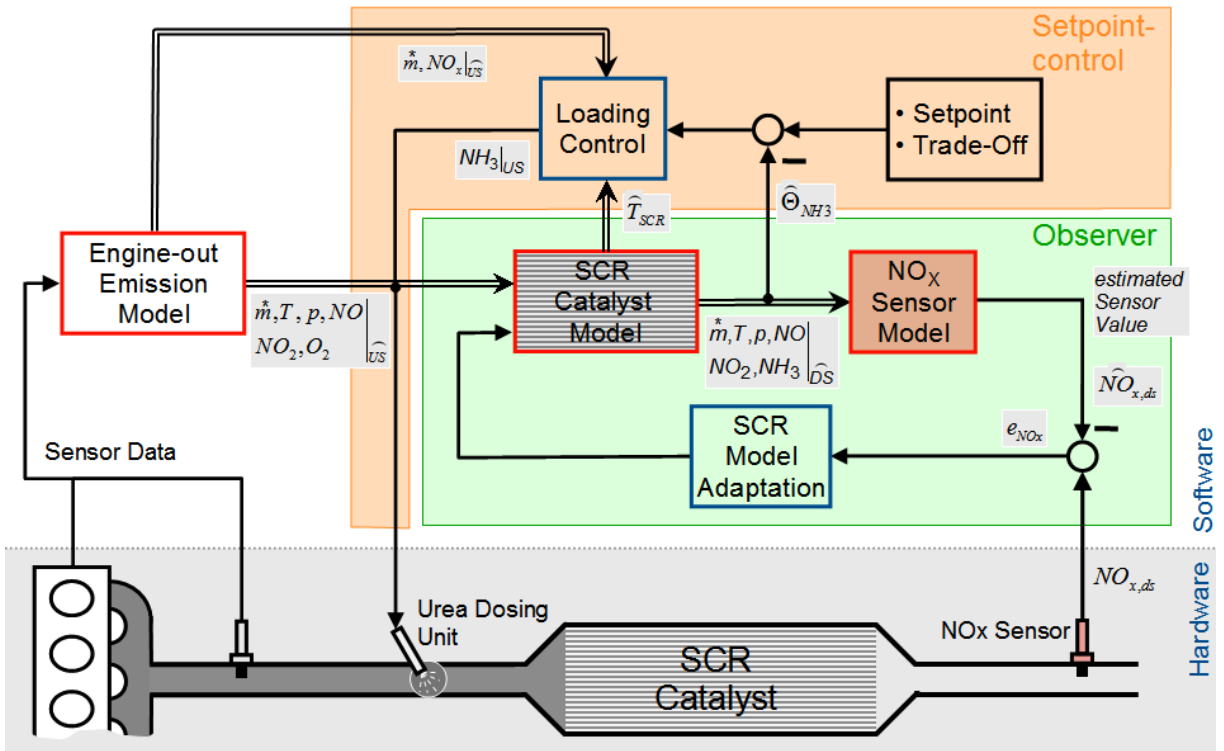 Setpoint-
control
ṁ*, NOₓ|US
Loading
Control
• Setpoint
• Trade-Off
NH₃|US
T̂SCR
Θ̂NH3
Observer
Engine-out
Emission
Model
SCR
Catalyst
Model
NOX
Sensor
Model
estimated
Sensor
Value
m*, T, p, NO
NO₂, O₂|US
m*, T, p, NO
NO₂, NH₃|DS
N͡Ox,ds
eNOx
SCR
Model
Adaptation
Sensor Data
Software
Hardware
NOx,ds
Urea Dosing
Unit
NOx Sensor
SCR
Catalyst